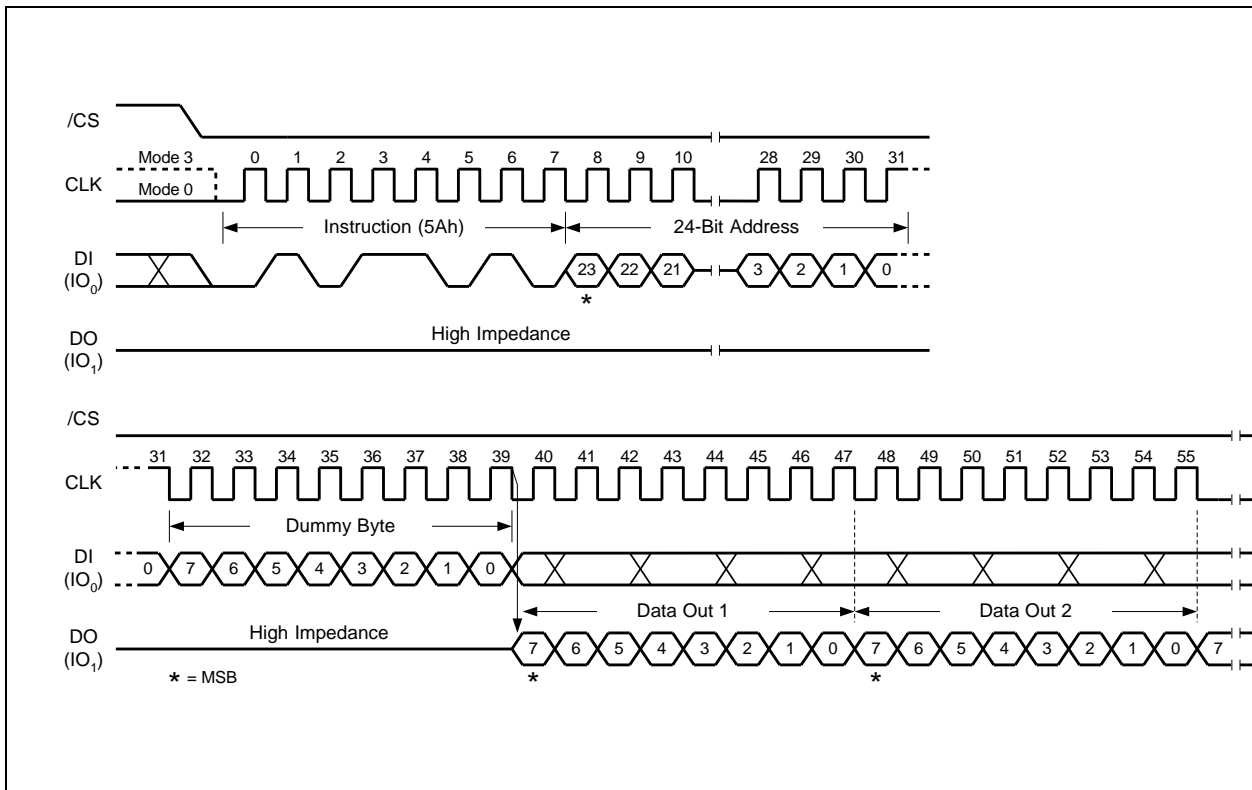 /CS
Mode 3 0 1 2 3 4 5 6 7 8 9 10 28 29 30 31
CLK Mode 0
Instruction (5Ah) 24-Bit Address
DI
(IO0) 23 22 21 3 2 1 0
*
High Impedance
DO
(IO1)
/CS
31 32 33 34 35 36 37 38 39 40 41 42 43 44 45 46 47 48 49 50 51 52 53 54 55
CLK
Dummy Byte
DI
(IO0) 0 7 6 5 4 3 2 1 0
Data Out 1 Data Out 2
High Impedance
DO
(IO1) 7 6 5 4 3 2 1 0 7 6 5 4 3 2 1 0 7
* = MSB * *